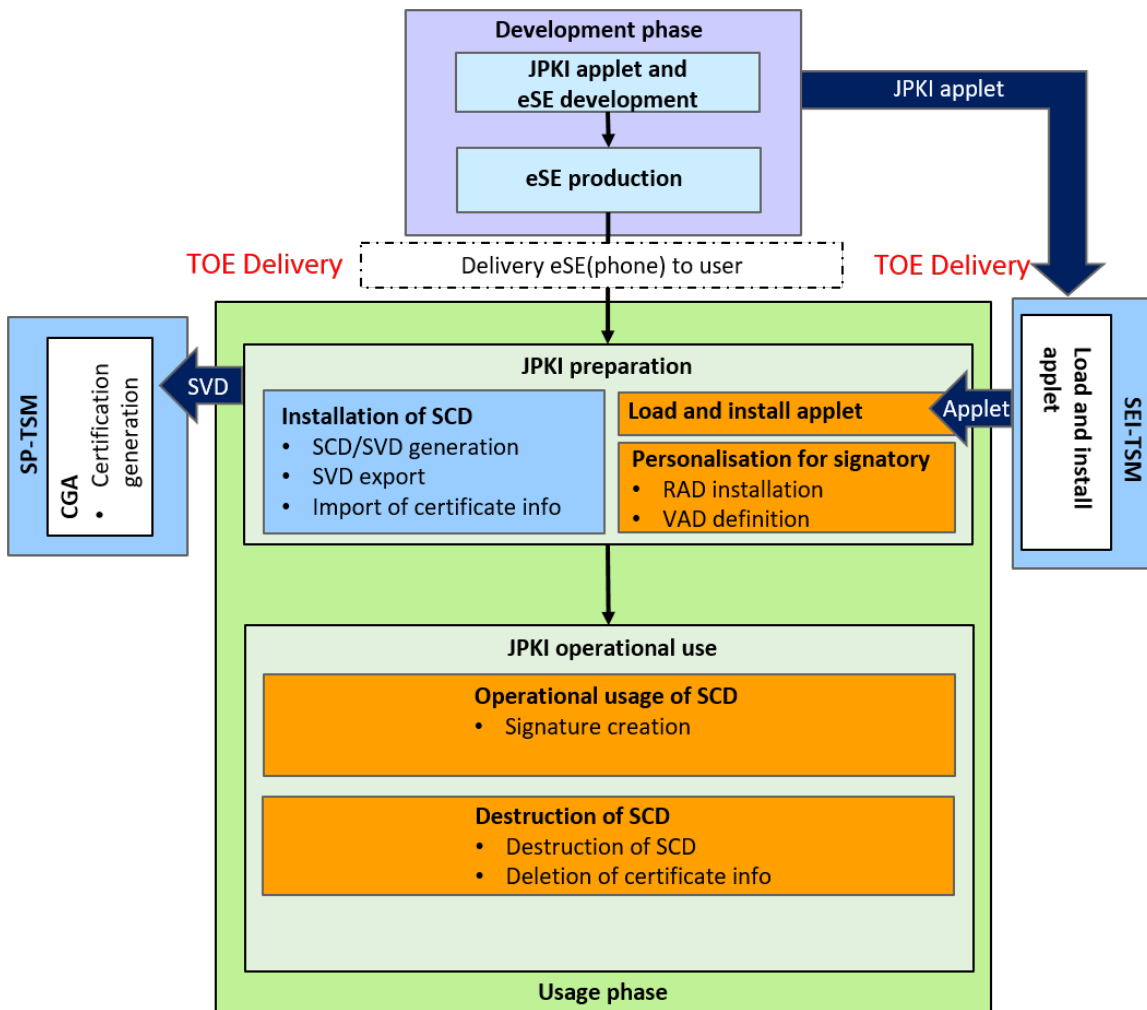 Development phase
JPKI applet and
eSE development
JPKI applet
eSE production
TOE Delivery
Delivery eSE(phone) to user
TOE Delivery
SP-TSM
CGA
• Certification
generation
SVD
JPKI preparation
Installation of SCD
• SCD/SVD generation
• SVD export
• Import of certificate info
Load and install applet
Personalisation for signatory
• RAD installation
• VAD definition
Applet
Load and install
applet
SEI-TSM
JPKI operational use
Operational usage of SCD
• Signature creation
Destruction of SCD
• Destruction of SCD
• Deletion of certificate info
Usage phase